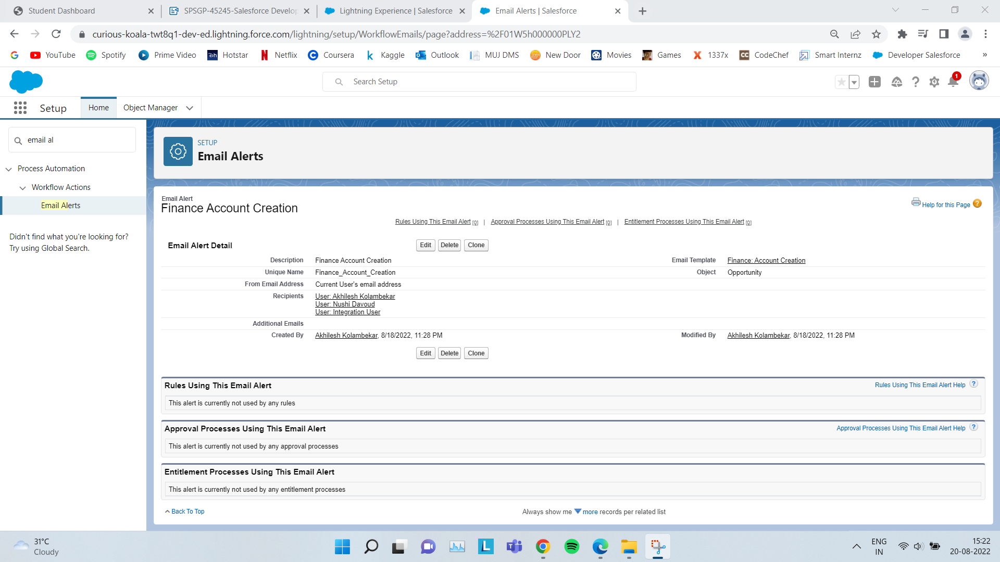 Student Dashboard
SPSGP-45245-Salesforce Develop
Lightning Experience | Salesforce
Email Alerts | Salesforce
curious-koala-twt8q1-dev-ed.lightning.force.com/lightning/setup/WorkflowEmails/page?address=%2F01W5h000000PLY2
YouTube Spotify Prime Video Hotstar Netflix Coursera Kaggle Outlook MUJ DMS New Door Movies Games 1337x CodeChef Smart Internz Developer Salesforce »
Search Setup
1
Setup Home Object Manager
email al
Process Automation
Workflow Actions
Email Alerts
Didn't find what you're looking for?
Try using Global Search.
SETUP
Email Alerts
Email Alert
Finance Account Creation
Help for this Page
Rules Using This Email Alert [0] | Approval Processes Using This Email Alert [0] | Entitlement Processes Using This Email Alert [0]
Email Alert Detail Edit Delete Clone
Description Finance Account Creation Email Template Finance: Account Creation
Unique Name Finance_Account_Creation Object Opportunity
From Email Address Current User's email address
Recipients User: Akhilesh Kolambekar
User: Nushi Davoud
User: Integration User
Additional Emails
Created By Akhilesh Kolambekar, 8/18/2022, 11:28 PM Modified By Akhilesh Kolambekar, 8/18/2022, 11:28 PM
Edit Delete Clone
Rules Using This Email Alert Rules Using This Email Alert Help ?
This alert is currently not used by any rules
Approval Processes Using This Email Alert Approval Processes Using This Email Alert Help ?
This alert is currently not used by any approval processes
Entitlement Processes Using This Email Alert
This alert is currently not used by any entitlement processes
Back To Top Always show me more records per related list
31°C
Cloudy
ENG
IN
15:22
20-08-2022